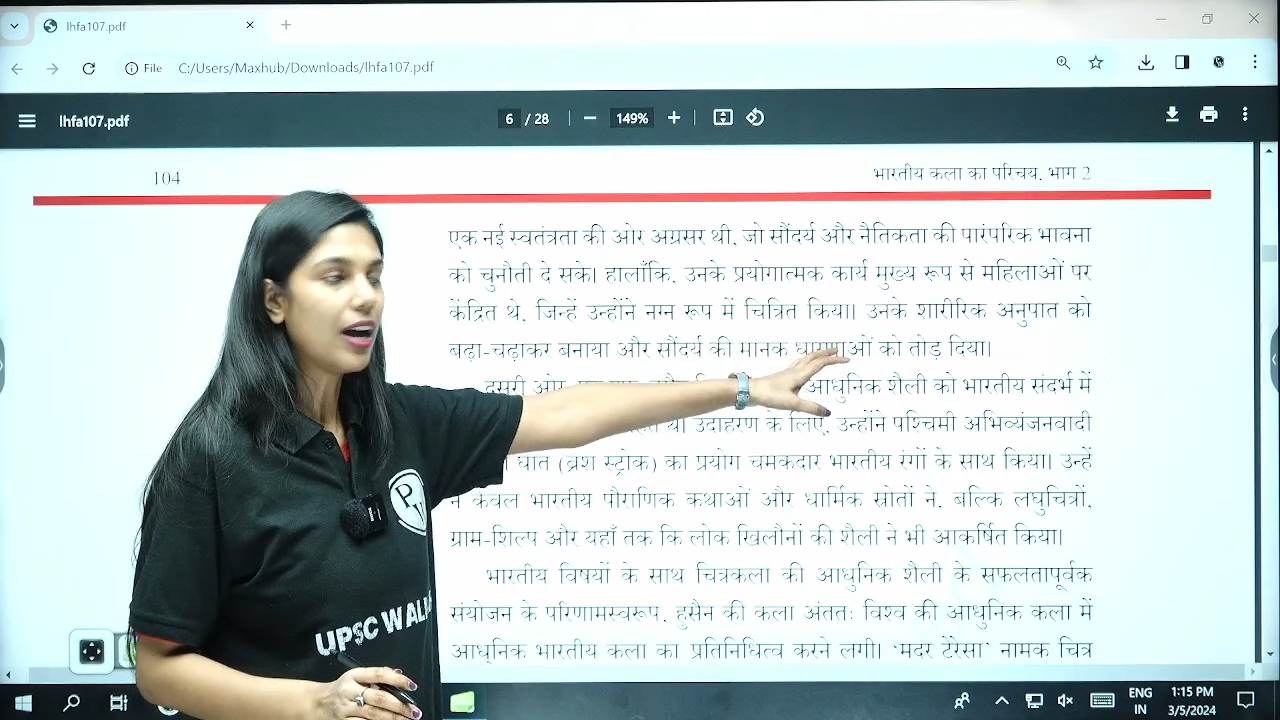 lhfa107.pdf
File C:/Users/Maxhub/Downloads/lhfa107.pdf
lhfa107.pdf
6 / 28
149%
104
भारतीय कला का परिचय, भाग 2
एक नई स्वतंत्रता की ओर अग्रसर थी, जो सौंदर्य और नैतिकता की पारंपरिक भावना
को चुनौती दे सके। हालाँकि, उनके प्रयोगात्मक कार्य मुख्य रूप से महिलाओं पर
केंद्रित थे, जिन्हें उन्होंने नग्न रूप में चित्रित किया। उनके शारीरिक अनुपात को
बढ़ा-चढ़ाकर बनाया और सौंदर्य की मानक धारणाओं को तोड़ दिया।
दूसरी ओर, आधुनिक शैली को भारतीय संदर्भ में
उदाहरण के लिए, उन्होंने पश्चिमी अभिव्यंजनवादी
घात (ब्रश स्ट्रोक) का प्रयोग चमकदार भारतीय रंगों के साथ किया। उन्हें
न केवल भारतीय पौराणिक कथाओं और धार्मिक स्रोतों ने, बल्कि लघुचित्रों,
ग्राम-शिल्प और यहाँ तक कि लोक खिलौनों की शैली ने भी आकर्षित किया।
भारतीय विषयों के साथ चित्रकला की आधुनिक शैली के सफलतापूर्वक
संयोजन के परिणामस्वरूप, हुसैन की कला अंततः विश्व की आधुनिक कला में
आधुनिक भारतीय कला का प्रतिनिधित्व करने लगी। ‘मदर टेरेसा’ नामक चित्र
PW
UPSC WALL
ENG
IN
1:15 PM
3/5/2024